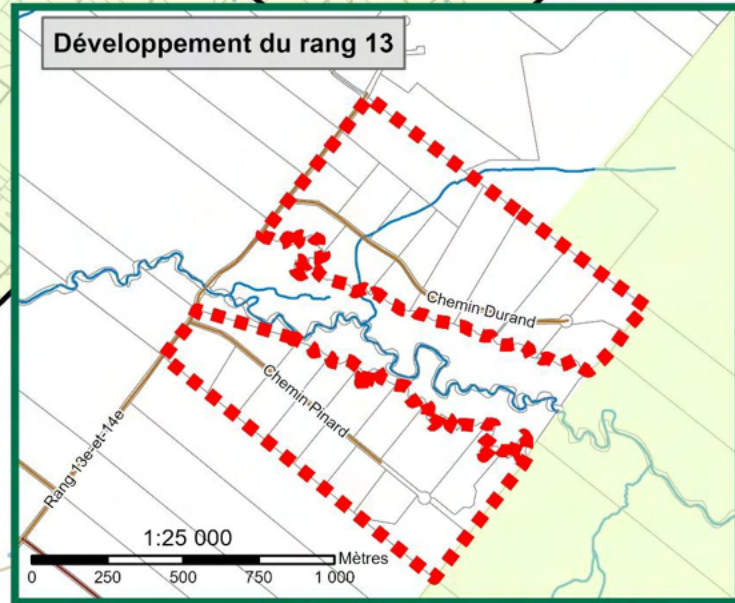 Développement du rang 13
Chemin Durand
Chemin Pinard
Rang 13e-et-14e
1:25 000
Mètres
0 250 500 750 1 000